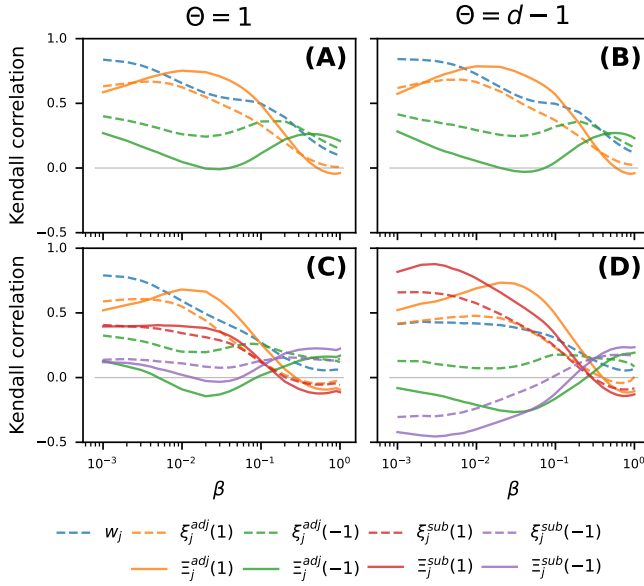 Θ = 1
Θ = d − 1
Kendall correlation
1.0
0.5
0.0
−0.5
(A)
(B)
Kendall correlation
1.0
0.5
0.0
−0.5
(C)
(D)
10⁻³ 10⁻² 10⁻¹ 10⁰
10⁻³ 10⁻² 10⁻¹ 10⁰
β
β
w_j ξ_j^{adj}(1) ξ_j^{adj}(−1) ξ_j^{sub}(1) ξ_j^{sub}(−1)
Ξ_j^{adj}(1) Ξ_j^{adj}(−1) Ξ_j^{sub}(1) Ξ_j^{sub}(−1)